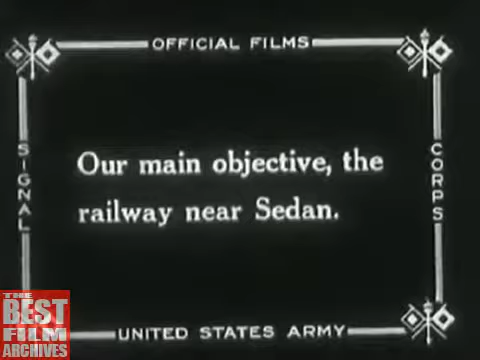 OFFICIAL FILMS
SIGNAL
CORPS
Our main objective, the
railway near Sedan.
THE
BEST
FILM
ARCHIVES
UNITED STATES ARMY